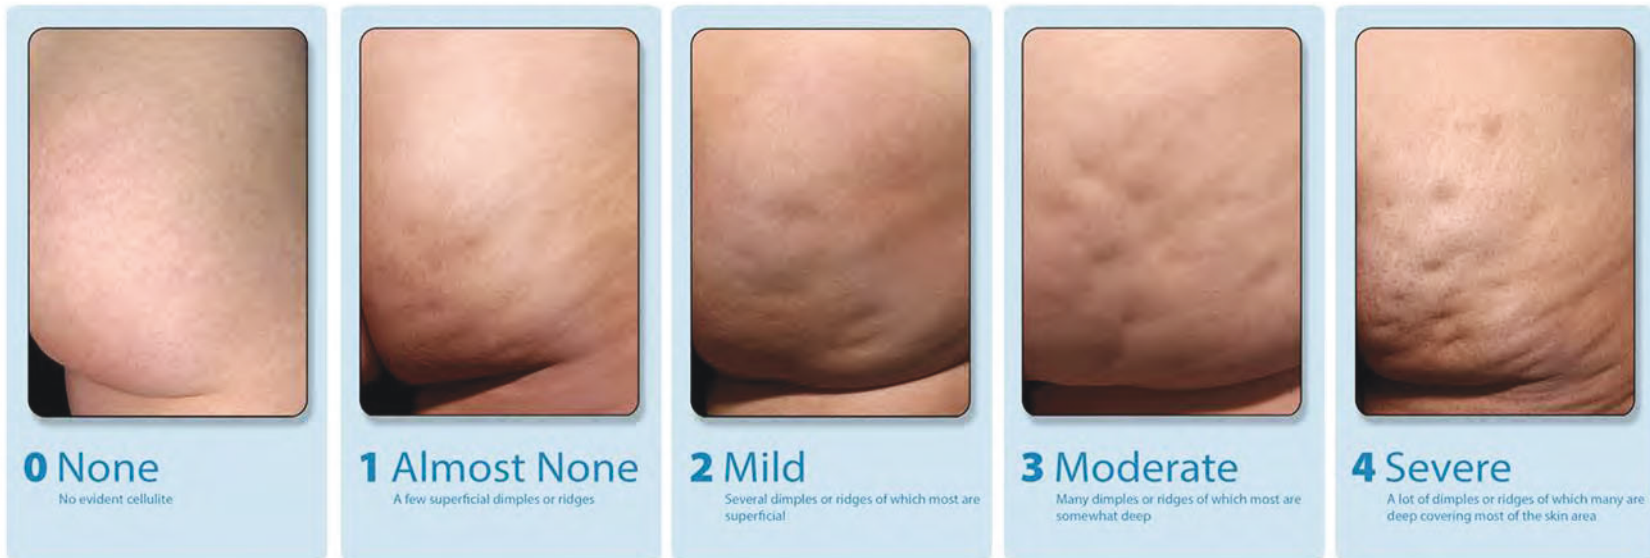 0 None
No evident cellulite
1 Almost None
A few superficial dimples or ridges
2 Mild
Several dimples or ridges of which most are
superficial
3 Moderate
Many dimples or ridges of which most are
somewhat deep
4 Severe
A lot of dimples or ridges of which many are
deep covering most of the skin area